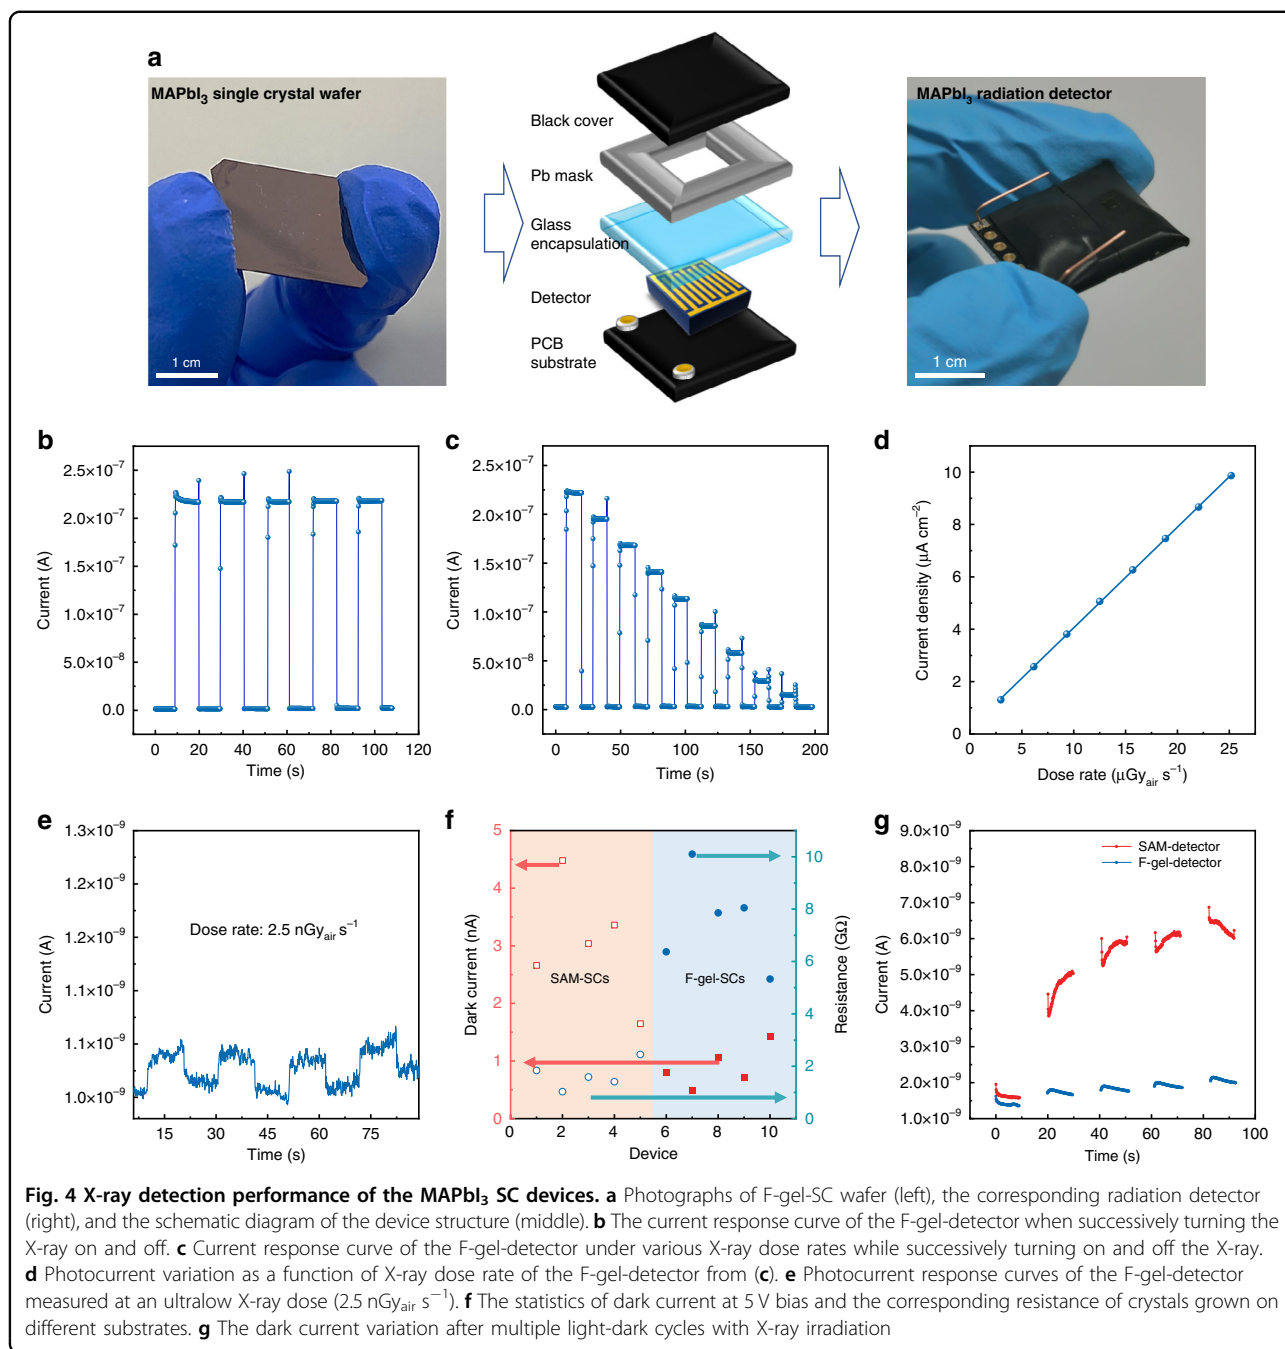 a
MAPbI₃ single crystal wafer
1 cm
Black cover
Pb mask
Glass
encapsulation
Detector
PCB
substrate
MAPbI₃ radiation detector
1 cm
b
Current (A)
2.5×10⁻⁷
2.0×10⁻⁷
1.5×10⁻⁷
1.0×10⁻⁷
5.0×10⁻⁸
0.0
0 20 40 60 80 100 120
Time (s)
c
Current (A)
2.5×10⁻⁷
2.0×10⁻⁷
1.5×10⁻⁷
1.0×10⁻⁷
5.0×10⁻⁸
0.0
0 50 100 150 200
Time (s)
d
Current density (μA cm⁻²)
10
8
6
4
2
0
5 10 15 20 25
Dose rate (μGy_air s⁻¹)
e
Current (A)
1.3×10⁻⁹
1.2×10⁻⁹
1.2×10⁻⁹
1.1×10⁻⁹
1.1×10⁻⁹
1.0×10⁻⁹
Dose rate: 2.5 nGy_air s⁻¹
15 30 45 60 75
Time (s)
f
Dark current (nA)
5
4
3
2
1
0
SAM-SCs
F-gel-SCs
10
8
6
4
2
0
Resistance (GΩ)
0 2 4 6 8 10
Device
g
Current (A)
9.0×10⁻⁹
8.0×10⁻⁹
7.0×10⁻⁹
6.0×10⁻⁹
5.0×10⁻⁹
4.0×10⁻⁹
3.0×10⁻⁹
2.0×10⁻⁹
1.0×10⁻⁹
SAM-detector
F-gel-detector
0 20 40 60 80 100
Time (s)
Fig. 4 X-ray detection performance of the MAPbI₃ SC devices. a Photographs of F-gel-SC wafer (left), the corresponding radiation detector
(right), and the schematic diagram of the device structure (middle). b The current response curve of the F-gel-detector when successively turning the
X-ray on and off. c Current response curve of the F-gel-detector under various X-ray dose rates while successively turning on and off the X-ray.
d Photocurrent variation as a function of X-ray dose rate of the F-gel-detector from (c). e Photocurrent response curves of the F-gel-detector
measured at an ultralow X-ray dose (2.5 nGy_air s⁻¹). f The statistics of dark current at 5 V bias and the corresponding resistance of crystals grown on
different substrates. g The dark current variation after multiple light-dark cycles with X-ray irradiation